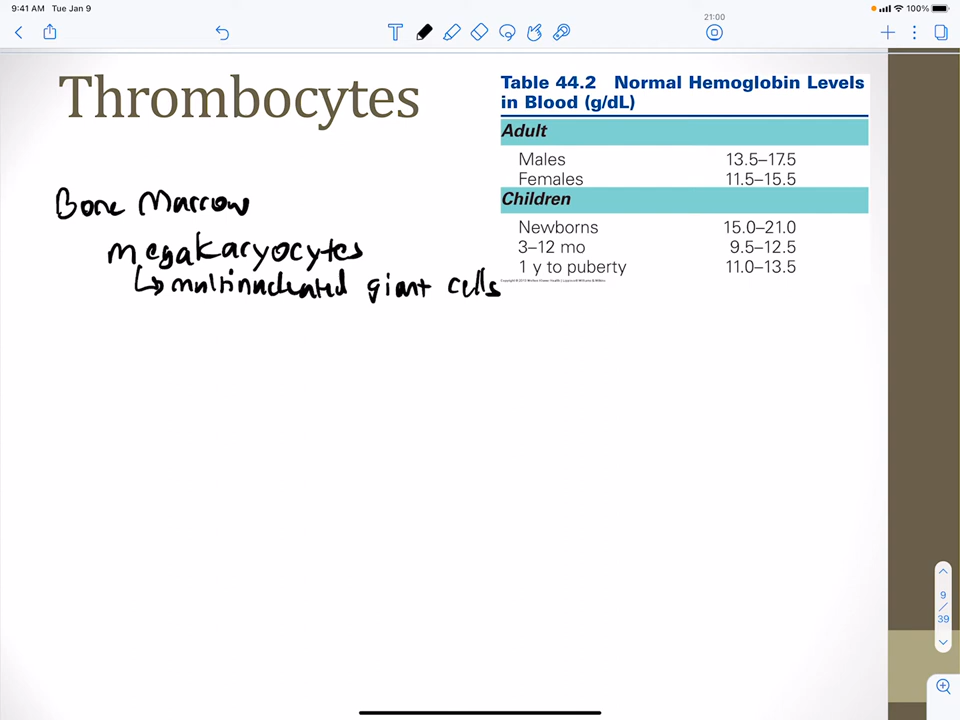 9:41 AM Tue Jan 9
100%
21:00
Thrombocytes
Table 44.2 Normal Hemoglobin Levels
in Blood (g/dL)
Adult
Males 13.5–17.5
Females 11.5–15.5
Children
Newborns 15.0–21.0
3–12 mo 9.5–12.5
1 y to puberty 11.0–13.5
Bone Marrow
Megakaryocytes
↳ multinucleated giant cells
9
/
39